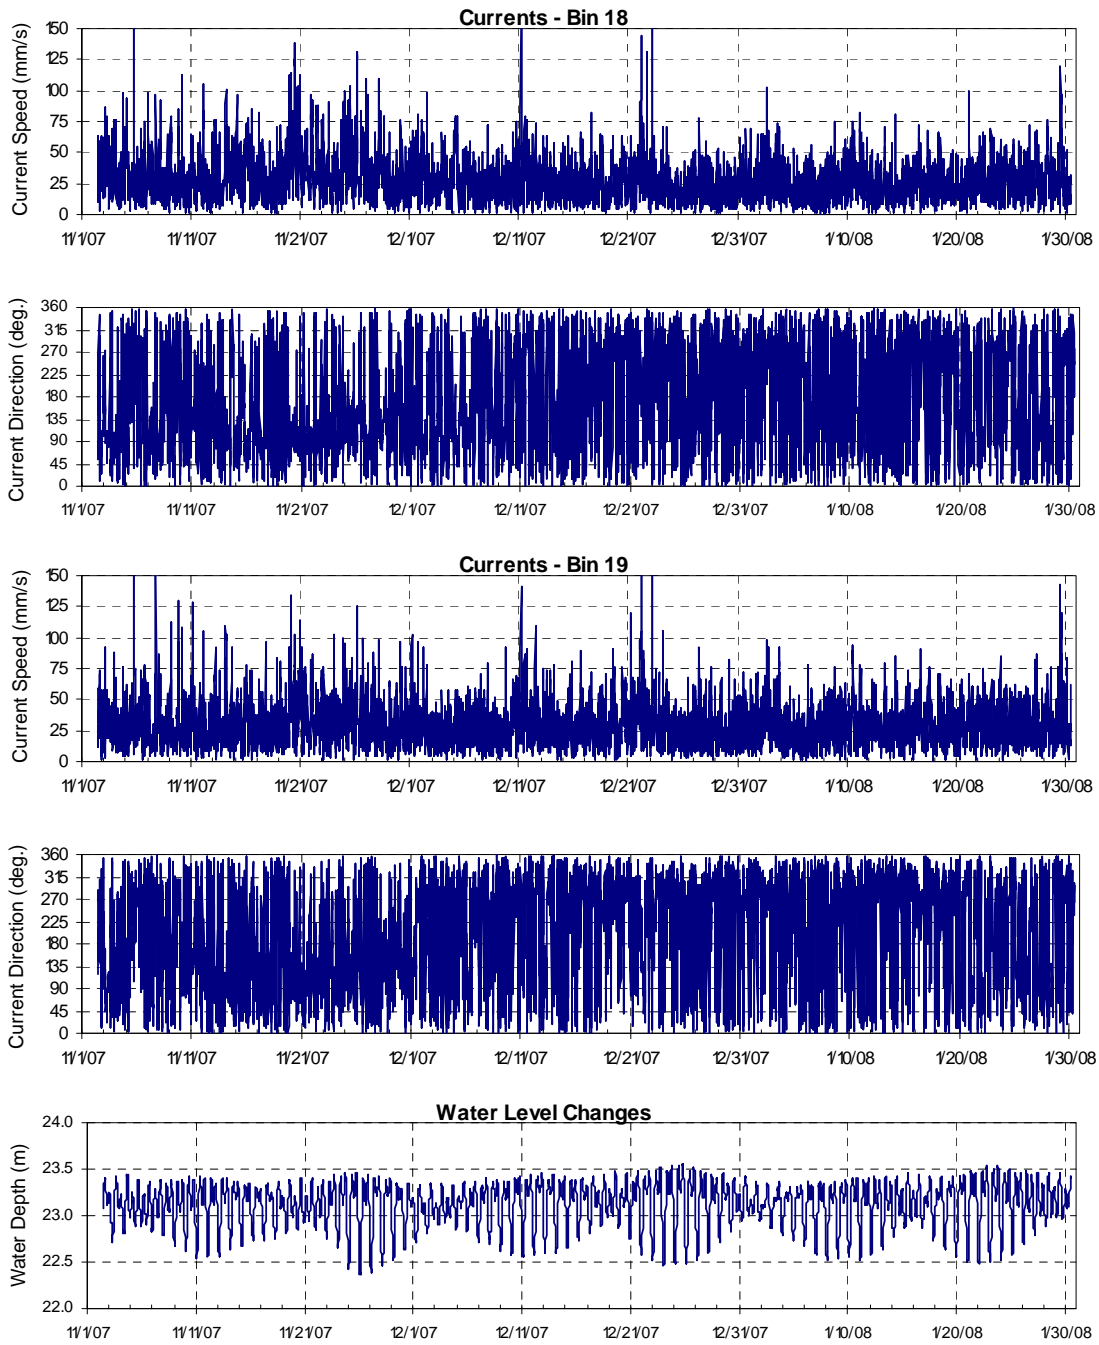 Currents - Bin 18
Current Speed (mm/s)
150
125
100
75
50
25
0
11/1/07 11/11/07 11/21/07 12/1/07 12/11/07 12/21/07 12/31/07 1/10/08 1/20/08 1/30/08
Current Direction (deg.)
360
315
270
225
180
135
90
45
0
11/1/07 11/11/07 11/21/07 12/1/07 12/11/07 12/21/07 12/31/07 1/10/08 1/20/08 1/30/08
Currents - Bin 19
Current Speed (mm/s)
150
125
100
75
50
25
0
11/1/07 11/11/07 11/21/07 12/1/07 12/11/07 12/21/07 12/31/07 1/10/08 1/20/08 1/30/08
Current Direction (deg.)
360
315
270
225
180
135
90
45
0
11/1/07 11/11/07 11/21/07 12/1/07 12/11/07 12/21/07 12/31/07 1/10/08 1/20/08 1/30/08
Water Level Changes
Water Depth (m)
24.0
23.5
23.0
22.5
22.0
11/1/07 11/11/07 11/21/07 12/1/07 12/11/07 12/21/07 12/31/07 1/10/08 1/20/08 1/30/08